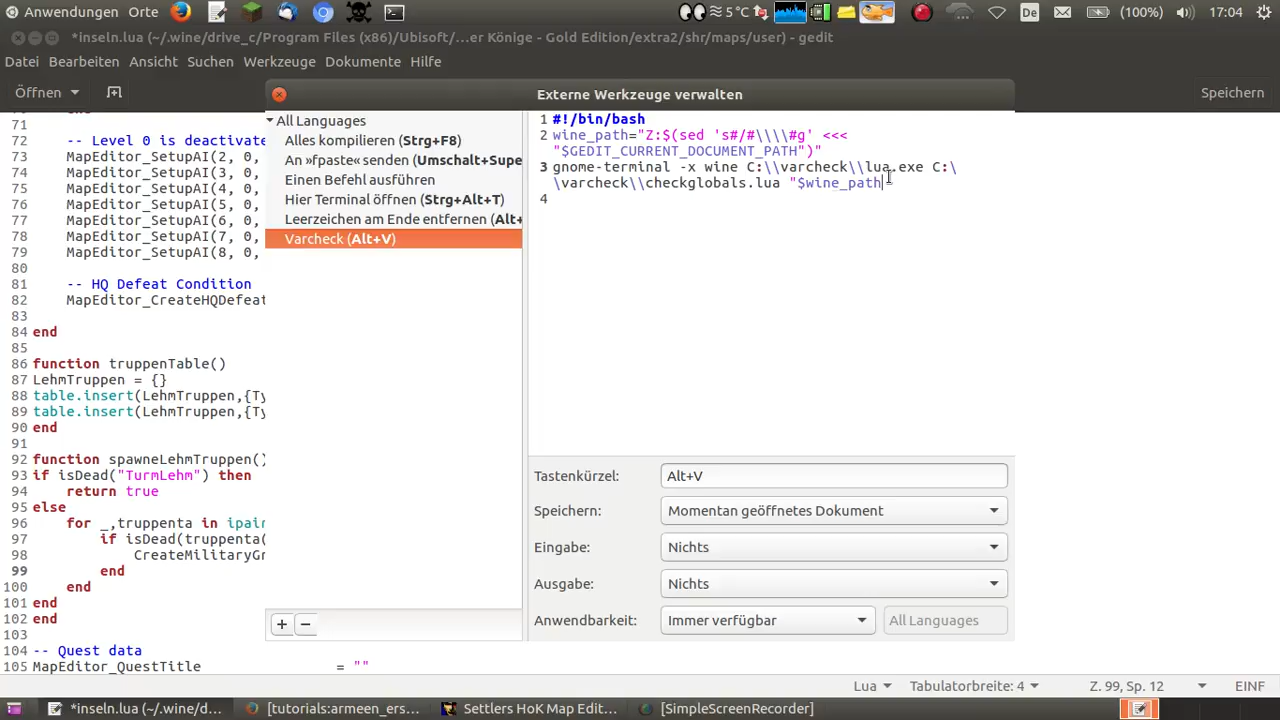 Anwendungen Orte
5 °C
De
(100%)
17:04
*inseln.lua (~/.wine/drive_c/Program Files (x86)/Ubisoft/...er Könige - Gold Edition/extra2/shr/maps/user) - gedit
Datei Bearbeiten Ansicht Suchen Werkzeuge Dokumente Hilfe
Öffnen
Speichern
71
72 -- Level 0 is deactivate
73 MapEditor_SetupAI(2, 0,
74 MapEditor_SetupAI(3, 0,
75 MapEditor_SetupAI(4, 0,
76 MapEditor_SetupAI(5, 0,
77 MapEditor_SetupAI(6, 0,
78 MapEditor_SetupAI(7, 0,
79 MapEditor_SetupAI(8, 0,
80
81 -- HQ Defeat Condition
82 MapEditor_CreateHQDefeat
83
84 end
85
86 function truppenTable()
87 LehmTruppen = {}
88 table.insert(LehmTruppen,{Ty
89 table.insert(LehmTruppen,{Ty
90 end
91
92 function spawneLehmTruppen()
93 if isDead("TurmLehm") then
94 return true
95 else
96 for _,truppenta in ipair
97 if isDead(truppenta(
98 CreateMilitaryGr
99 end
100 end
101 end
102 end
103
104 -- Quest data
105 MapEditor_QuestTitle = ""
Externe Werkzeuge verwalten
All Languages
Alles kompilieren (Strg+F8)
An »fpaste« senden (Umschalt+Supe
Einen Befehl ausführen
Hier Terminal öffnen (Strg+Alt+T)
Leerzeichen am Ende entfernen (Alt+
Varcheck (Alt+V)
1 #!/bin/bash
2 wine_path="Z:$(sed 's#/#\\\\#g' <<<
"$GEDIT_CURRENT_DOCUMENT_PATH")"
3 gnome-terminal -x wine C:\\varcheck\\lua.exe C:\
\varcheck\\checkglobals.lua "$wine_path
4
Tastenkürzel: Alt+V
Speichern: Momentan geöffnetes Dokument
Eingabe: Nichts
Ausgabe: Nichts
Anwendbarkeit: Immer verfügbar All Languages
+ −
Lua Tabulatorbreite: 4 Z. 99, Sp. 12 EINF
*inseln.lua (~/.wine/d... [tutorials:armeen_ers... Settlers HoK Map Edit... [SimpleScreenRecorder]